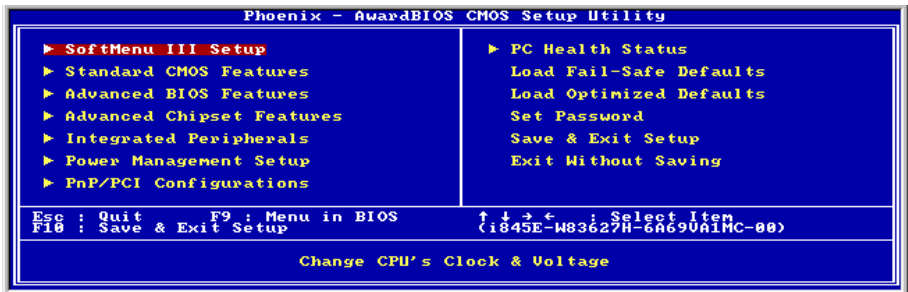 Phoenix - AwardBIOS CMOS Setup Utility
► SoftMenu III Setup
► Standard CMOS Features
► Advanced BIOS Features
► Advanced Chipset Features
► Integrated Peripherals
► Power Management Setup
► PnP/PCI Configurations
► PC Health Status
Load Fail-Safe Defaults
Load Optimized Defaults
Set Password
Save & Exit Setup
Exit Without Saving
Esc : Quit F9 : Menu in BIOS
F10 : Save & Exit Setup
↑ ↓ → ← : Select Item
(i845E-W83627H-6A69VA1MC-00)
Change CPU's Clock & Voltage